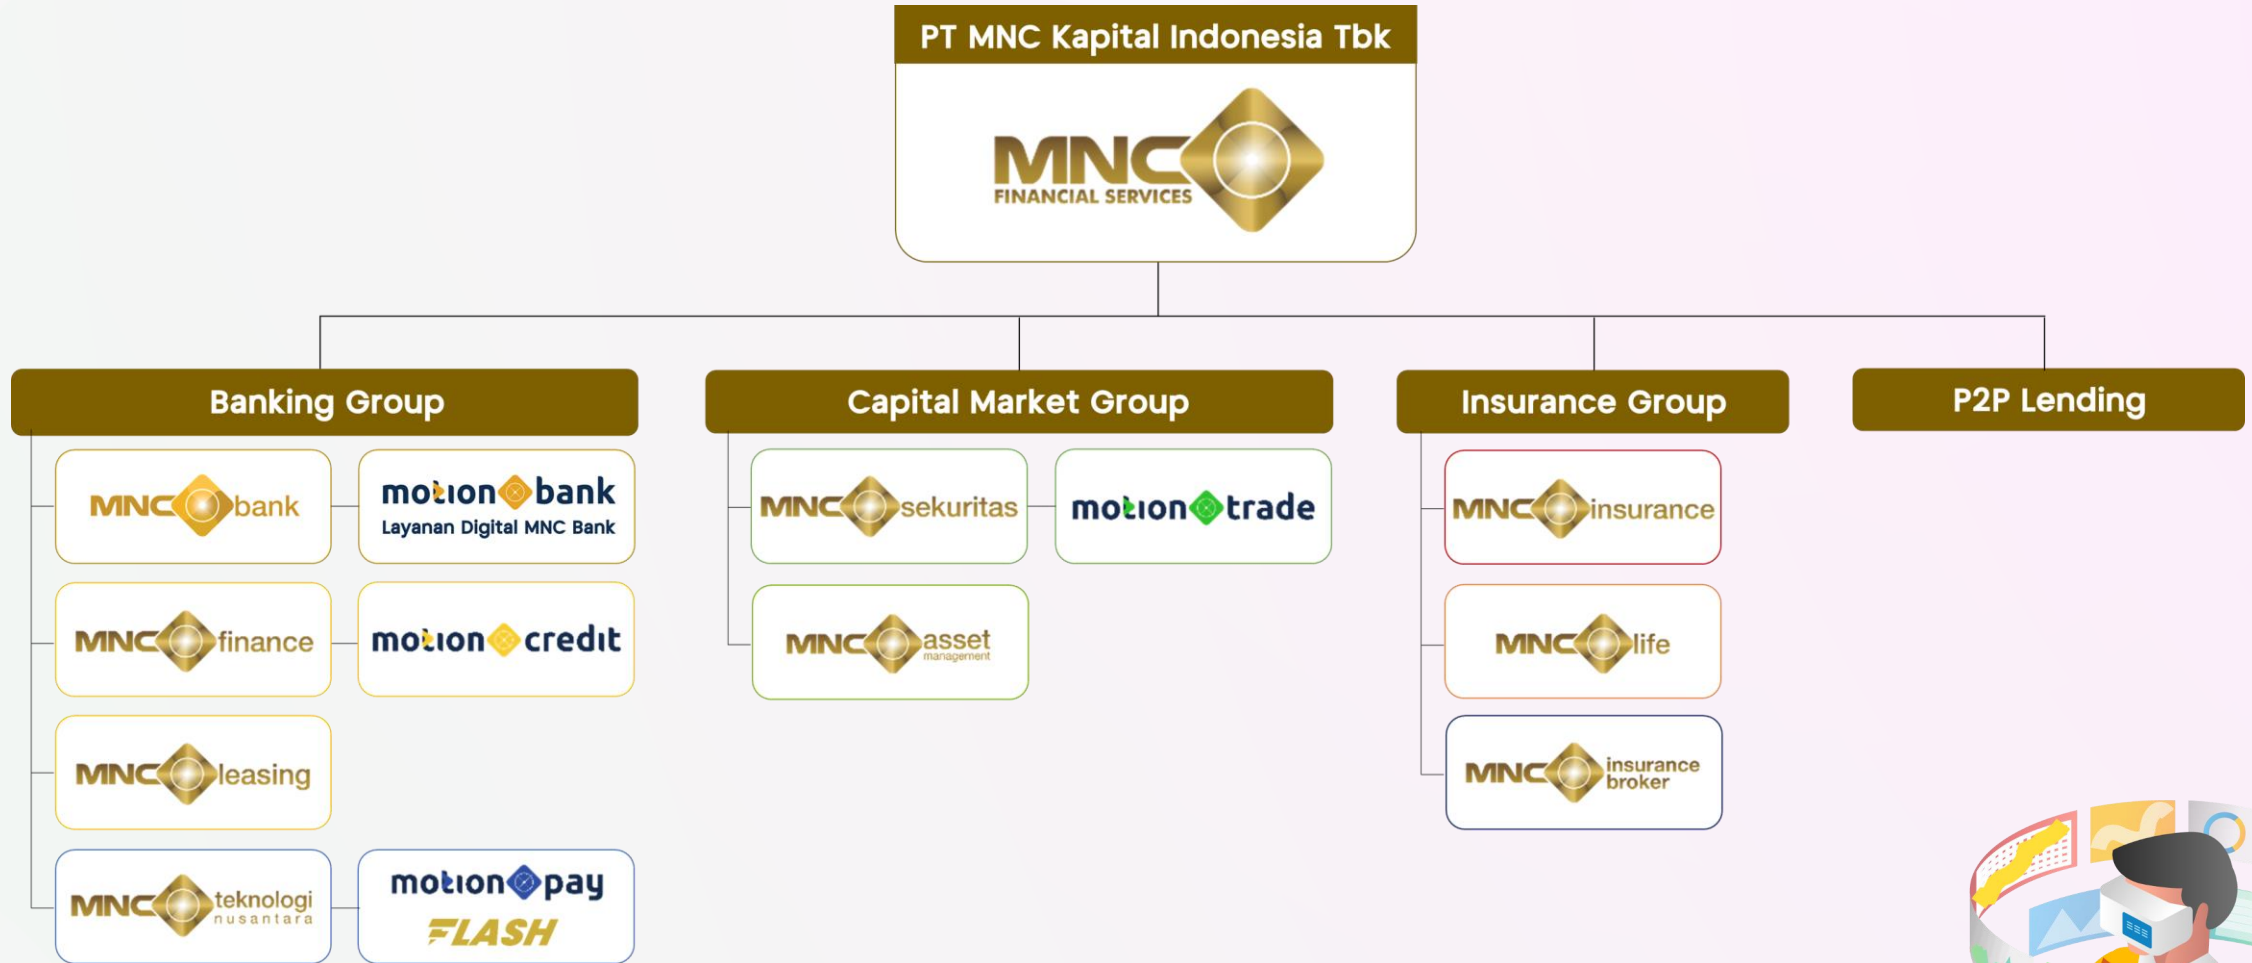 PT MNC Kapital Indonesia Tbk
MNC
FINANCIAL SERVICES
Banking Group
MNC bank
motion bank
Layanan Digital MNC Bank
MNC finance
motion credit
MNC leasing
MNC teknologi
nusantara
motion pay
FLASH
Capital Market Group
MNC sekuritas
motion trade
MNC asset
management
Insurance Group
MNC insurance
MNC life
MNC insurance
broker
P2P Lending